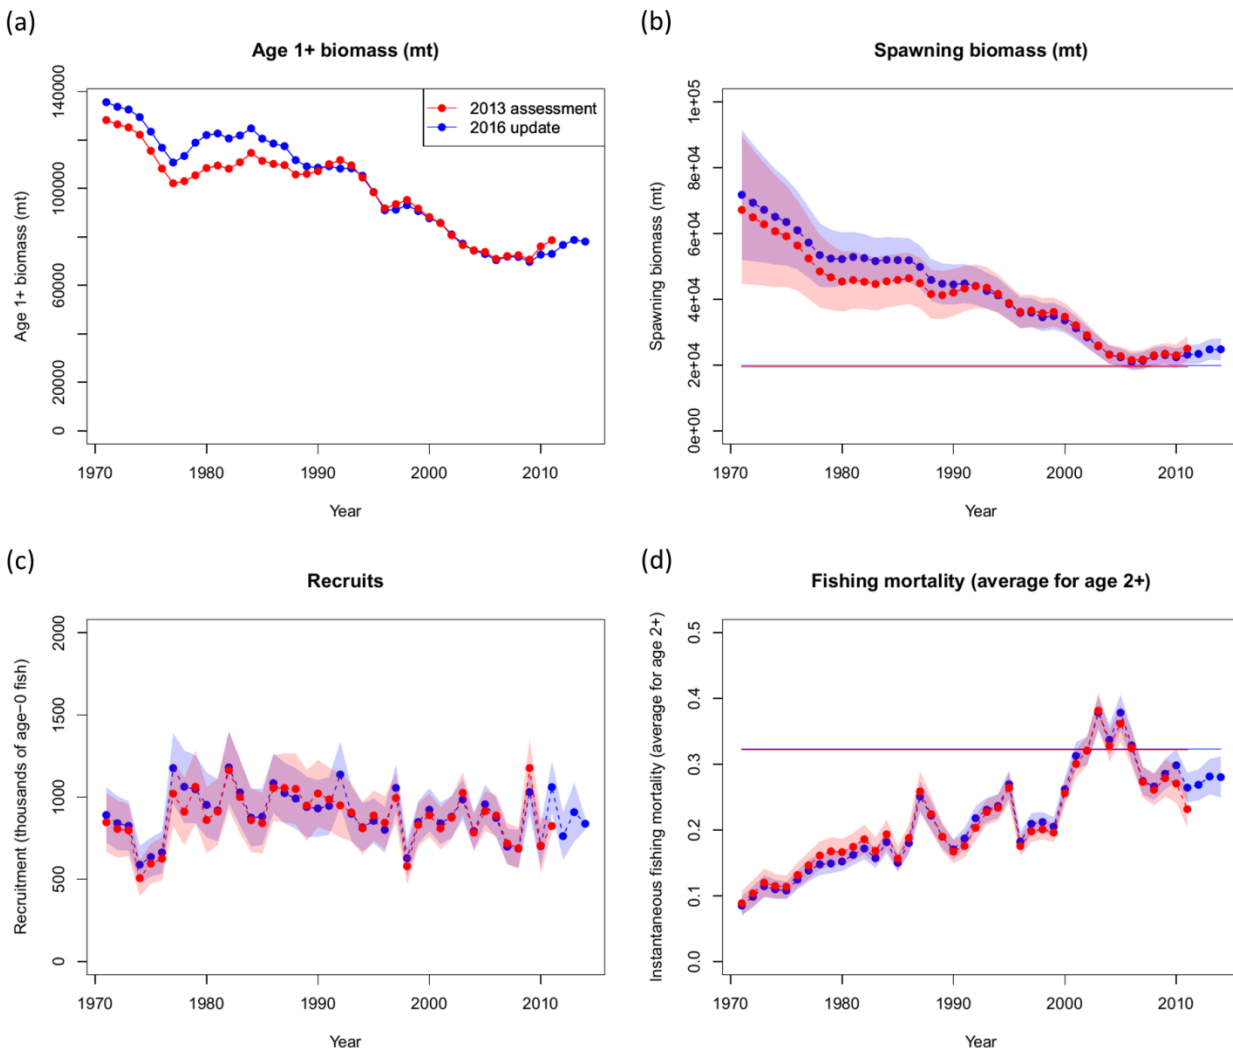 (a)
Age 1+ biomass (mt)
Age 1+ biomass (mt)
0
20000
60000
100000
140000
2013 assessment
2016 update
1970
1980
1990
2000
2010
Year
(b)
Spawning biomass (mt)
Spawning biomass (mt)
0e+00
2e+04
4e+04
6e+04
8e+04
1e+05
1970
1980
1990
2000
2010
Year
(c)
Recruits
Recruitment (thousands of age−0 fish)
0
500
1000
1500
2000
1970
1980
1990
2000
2010
Year
(d)
Fishing mortality (average for age 2+)
Instantaneous fishing mortality (average for age 2+)
0.0
0.1
0.2
0.3
0.4
0.5
1970
1980
1990
2000
2010
Year